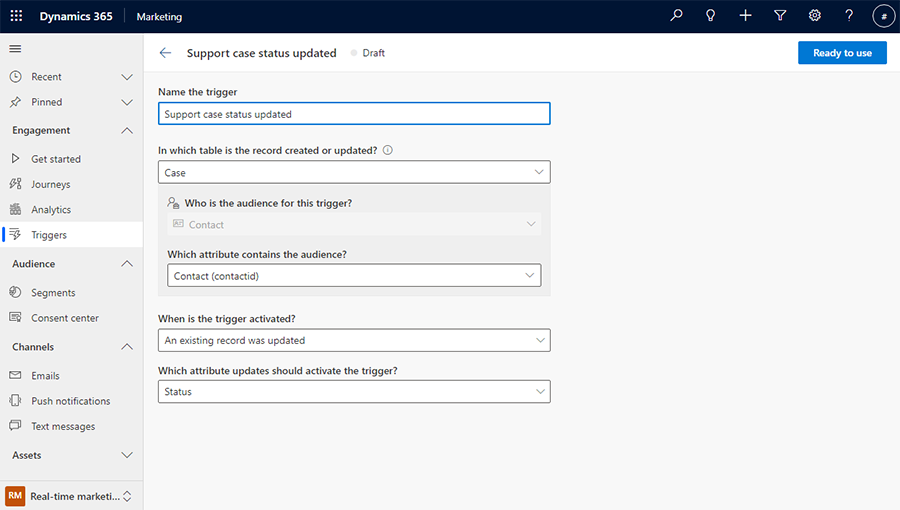 Dynamics 365 Marketing
#
Support case status updated Draft Ready to use
Recent
Pinned
Engagement
Get started
Journeys
Analytics
Triggers
Audience
Segments
Consent center
Channels
Emails
Push notifications
Text messages
Assets
RM Real-time marketi...
Name the trigger
Support case status updated
In which table is the record created or updated?
Case
Who is the audience for this trigger?
Contact
Which attribute contains the audience?
Contact (contactid)
When is the trigger activated?
An existing record was updated
Which attribute updates should activate the trigger?
Status